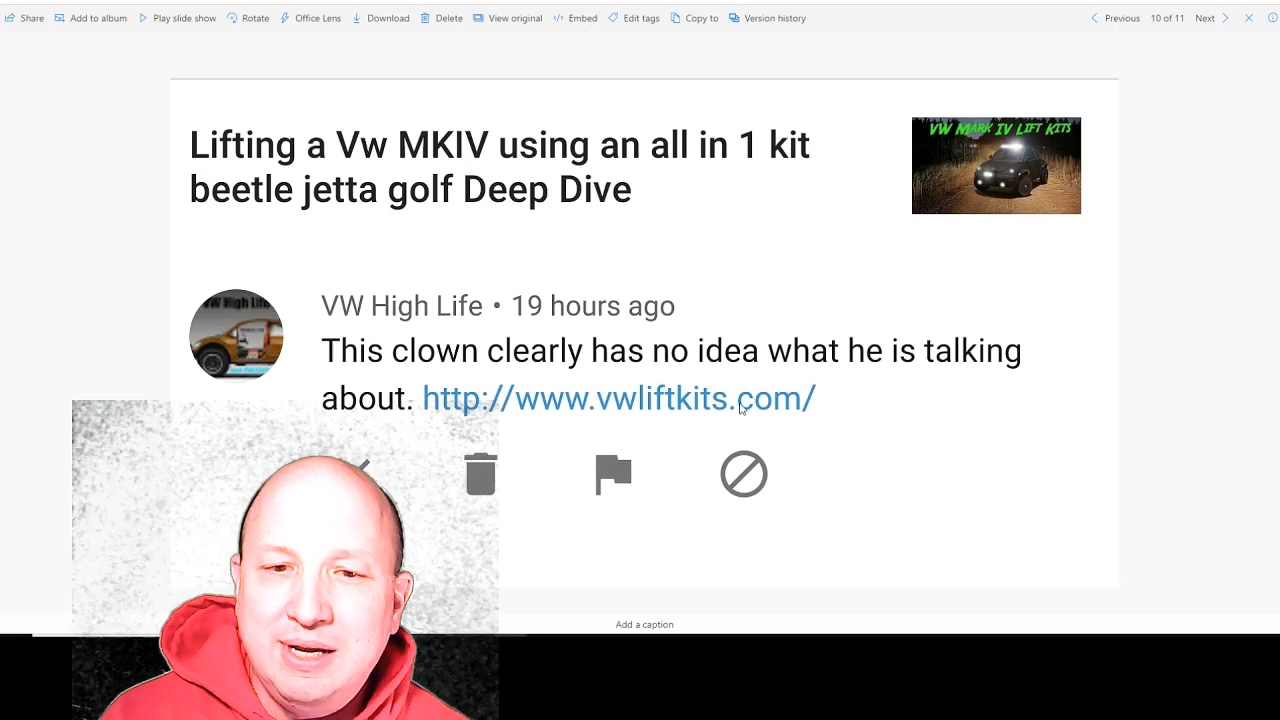 Share Add to album Play slide show Rotate Office Lens Download Delete View original Embed Edit tags Copy to Version history Previous 10 of 11 Next
Lifting a Vw MKIV using an all in 1 kit
beetle jetta golf Deep Dive
VW MARK IV LIFT KITS
VW High Life
VW High Life • 19 hours ago
This clown clearly has no idea what he is talking
about. http://www.vwliftkits.com/
Add a caption